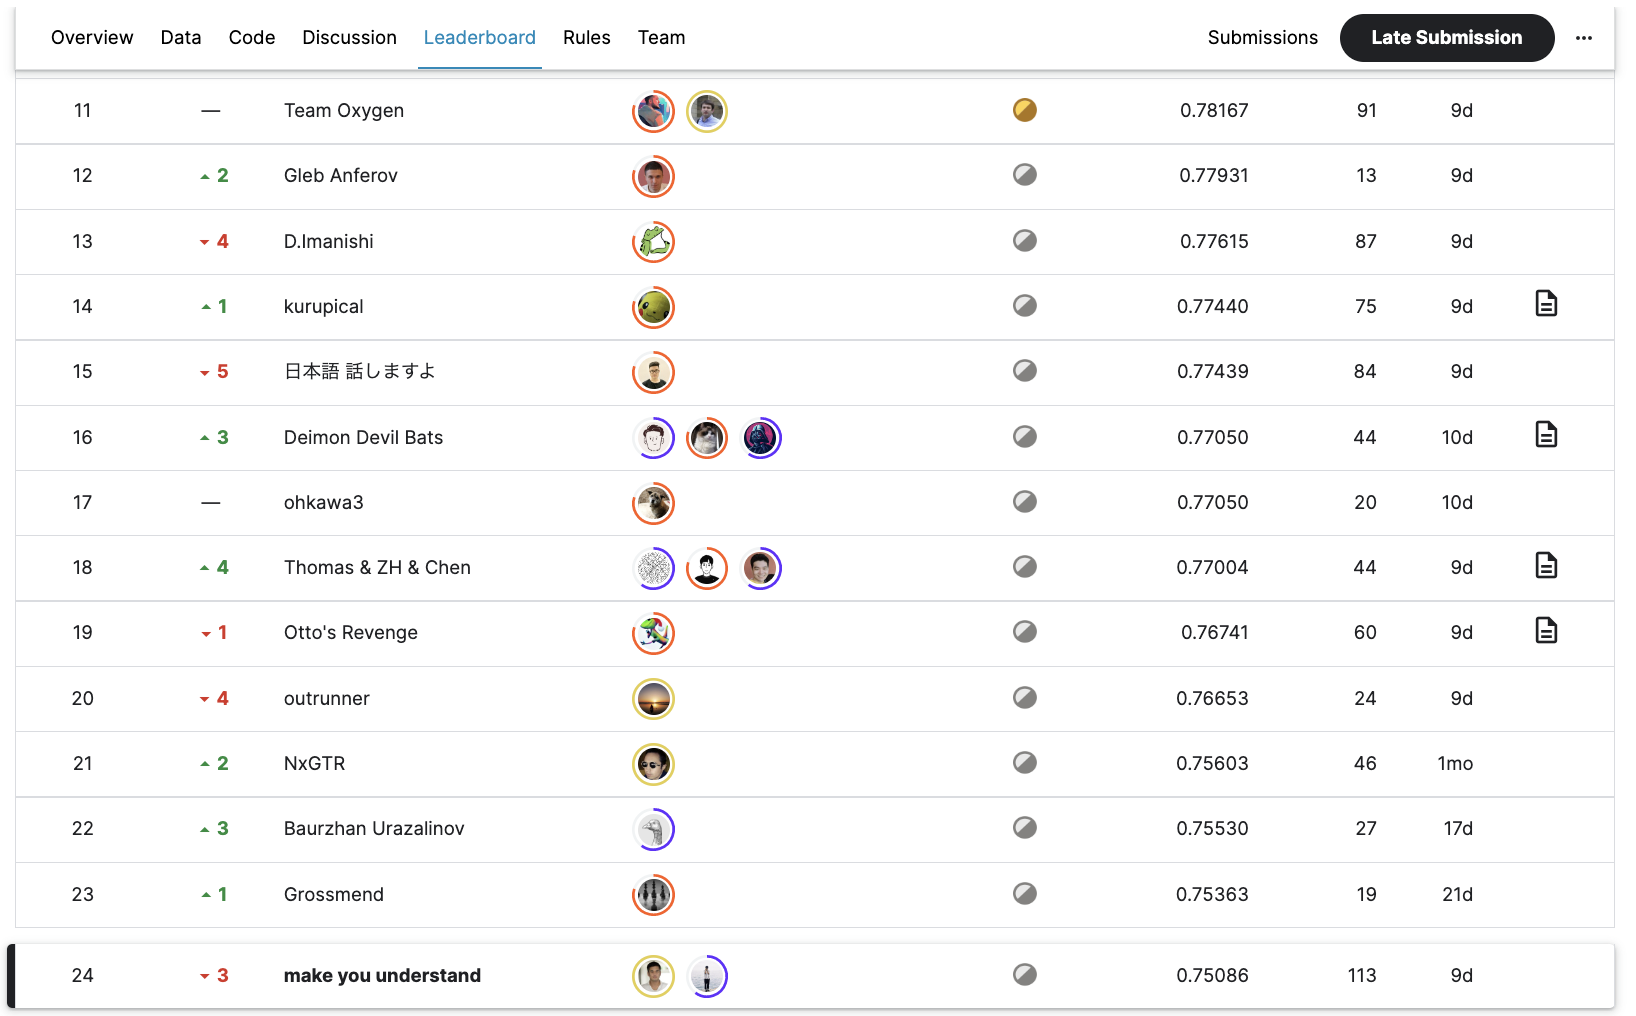 Overview Data Code Discussion Leaderboard Rules Team Submissions Late Submission ...
11 — Team Oxygen 0.78167 91 9d
12 2 Gleb Anferov 0.77931 13 9d
13 4 D.Imanishi 0.77615 87 9d
14 1 kurupical 0.77440 75 9d
15 5 日本語 話しますよ 0.77439 84 9d
16 3 Deimon Devil Bats 0.77050 44 10d
17 — ohkawa3 0.77050 20 10d
18 4 Thomas & ZH & Chen 0.77004 44 9d
19 1 Otto's Revenge 0.76741 60 9d
20 4 outrunner 0.76653 24 9d
21 2 NxGTR 0.75603 46 1mo
22 3 Baurzhan Urazalinov 0.75530 27 17d
23 1 Grossmend 0.75363 19 21d
24 3 make you understand 0.75086 113 9d